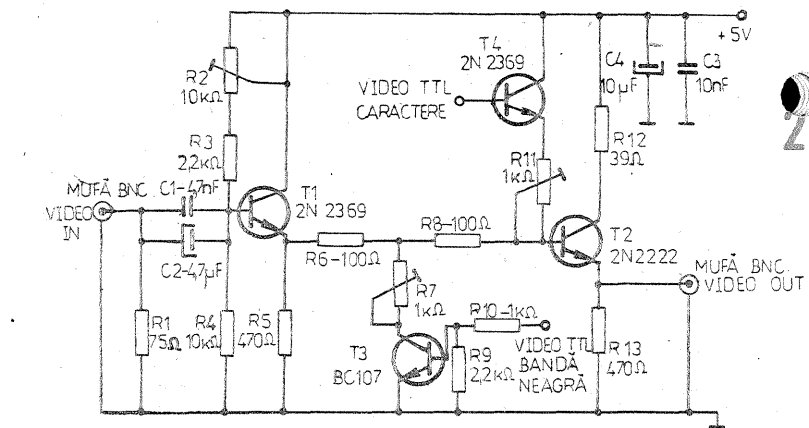 +5V
T4
2N 2369
C4
10µF
C3
10nF
R2
10kΩ
VIDEO TTL
CARACTERE
R3
2,2kΩ
R11
1kΩ
R12
39Ω
MUFĂ BNC
VIDEO
IN
C1-47nF
T1
2N 2369
C2-4,7µF
R6-100Ω
R8-100Ω
T2
2N2222
MUFĂ BNC
VIDEO OUT
R7
1kΩ
R10-1kΩ
R1
75Ω
R4
10kΩ
R5
470Ω
T3
BC107
R9
2,2kΩ
VIDEO TTL
BANDĂ
NEAGRĂ
R13
470Ω
2